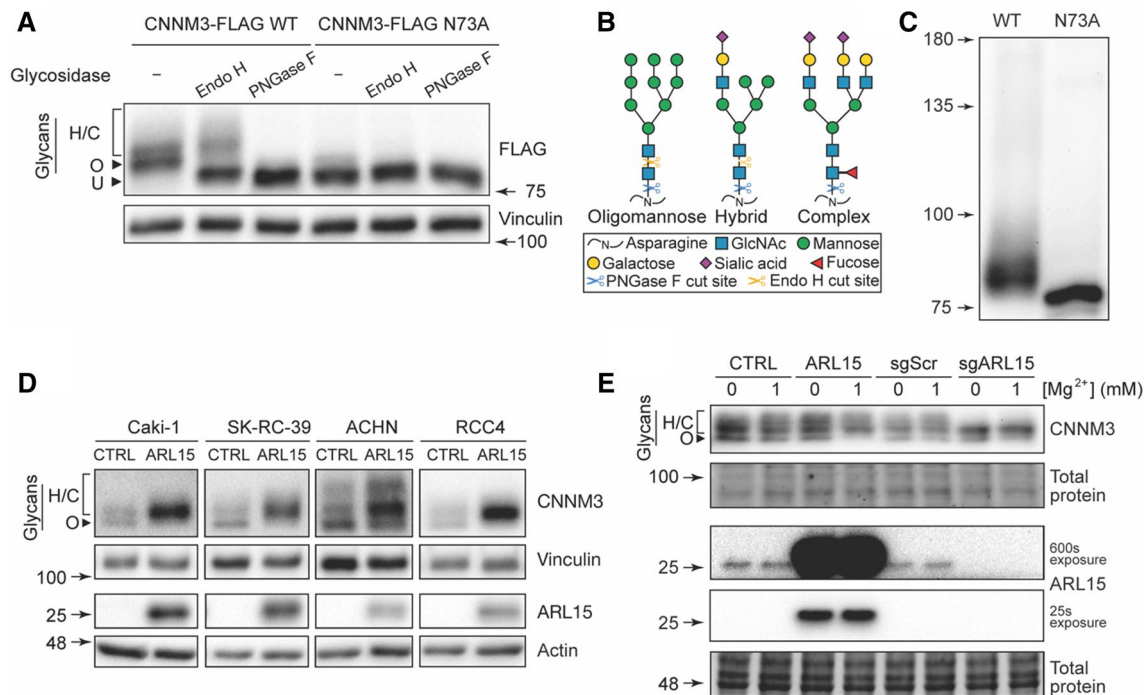 A
CNNM3-FLAG WT CNNM3-FLAG N73A
Glycosidase – Endo H PNGase F – Endo H PNGase F
Glycans
H/C
O
U
FLAG
75
Vinculin
100
B
N N N
Oligomannose Hybrid Complex
N Asparagine GlcNAc Mannose
Galactose Sialic acid Fucose
PNGase F cut site Endo H cut site
C
WT N73A
180
135
100
75
D
Caki-1 SK-RC-39 ACHN RCC4
CTRL ARL15 CTRL ARL15 CTRL ARL15 CTRL ARL15
Glycans
H/C
O
CNNM3
Vinculin
100
25 ARL15
48
Actin
E
CTRL ARL15 sgScr sgARL15
0 1 0 1 0 1 0 1 [Mg2+] (mM)
Glycans
H/C
O
CNNM3
100 Total
protein
25
600s
exposure
ARL15
25
25s
exposure
48 Total
protein